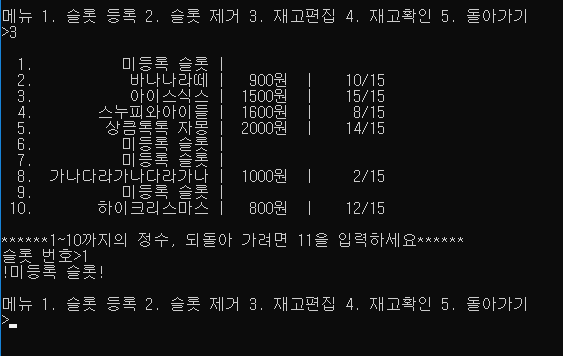 메뉴 1. 슬롯 등록 2. 슬롯 제거 3. 재고편집 4. 재고확인 5. 돌아가기
>3
1. 미등록 슬롯 |
2. 바나나라떼 | 900원 | 10/15
3. 아이스식스 | 1500원 | 15/15
4. 스누피와아이들 | 1600원 | 8/15
5. 상큼톡톡 자몽 | 2000원 | 14/15
6. 미등록 슬롯 |
7. 미등록 슬롯 |
8. 가나다라가나다라가나 | 1000원 | 2/15
9. 미등록 슬롯 |
10. 하이크리스마스 | 800원 | 12/15
******1~10까지의 정수, 되돌아 가려면 11을 입력하세요******
슬롯 번호>1
!미등록 슬롯!
메뉴 1. 슬롯 등록 2. 슬롯 제거 3. 재고편집 4. 재고확인 5. 돌아가기
>